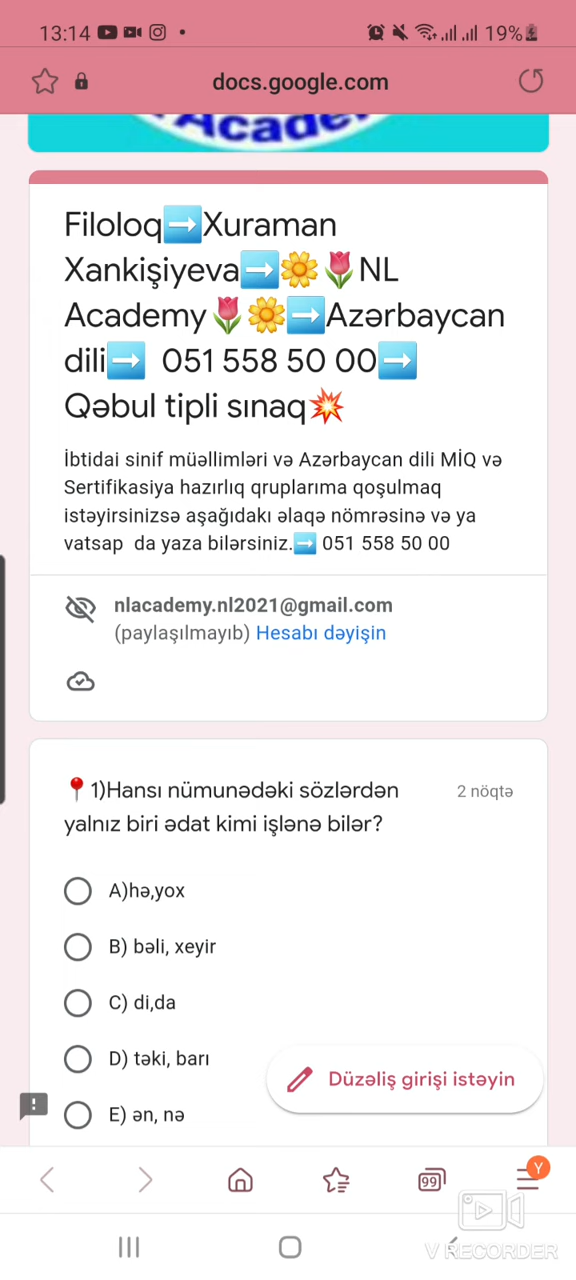 13:14
19%
docs.google.com
Acade
Filoloq➡️Xuraman
Xankişiyeva➡️🌼🌷NL
Academy🌷🌼➡️Azərbaycan
dili➡️ 051 558 50 00➡️
Qəbul tipli sınaq💥
İbtidai sinif müəllimləri və Azərbaycan dili MİQ və
Sertifikasiya hazırlıq qruplarıma qoşulmaq
istəyirsinizsə aşağıdakı əlaqə nömrəsinə və ya
vatsap da yaza bilərsiniz.➡️ 051 558 50 00
nlacademy.nl2021@gmail.com
(paylaşılmayıb) Hesabı dəyişin
📍1)Hansı nümunədəki sözlərdən
yalnız biri ədat kimi işlənə bilər?
2 nöqtə
A)hə,yox
B) bəli, xeyir
C) di,da
D) təki, barı
E) ən, nə
Düzəliş girişi istəyin
99
Y
V RECORDER